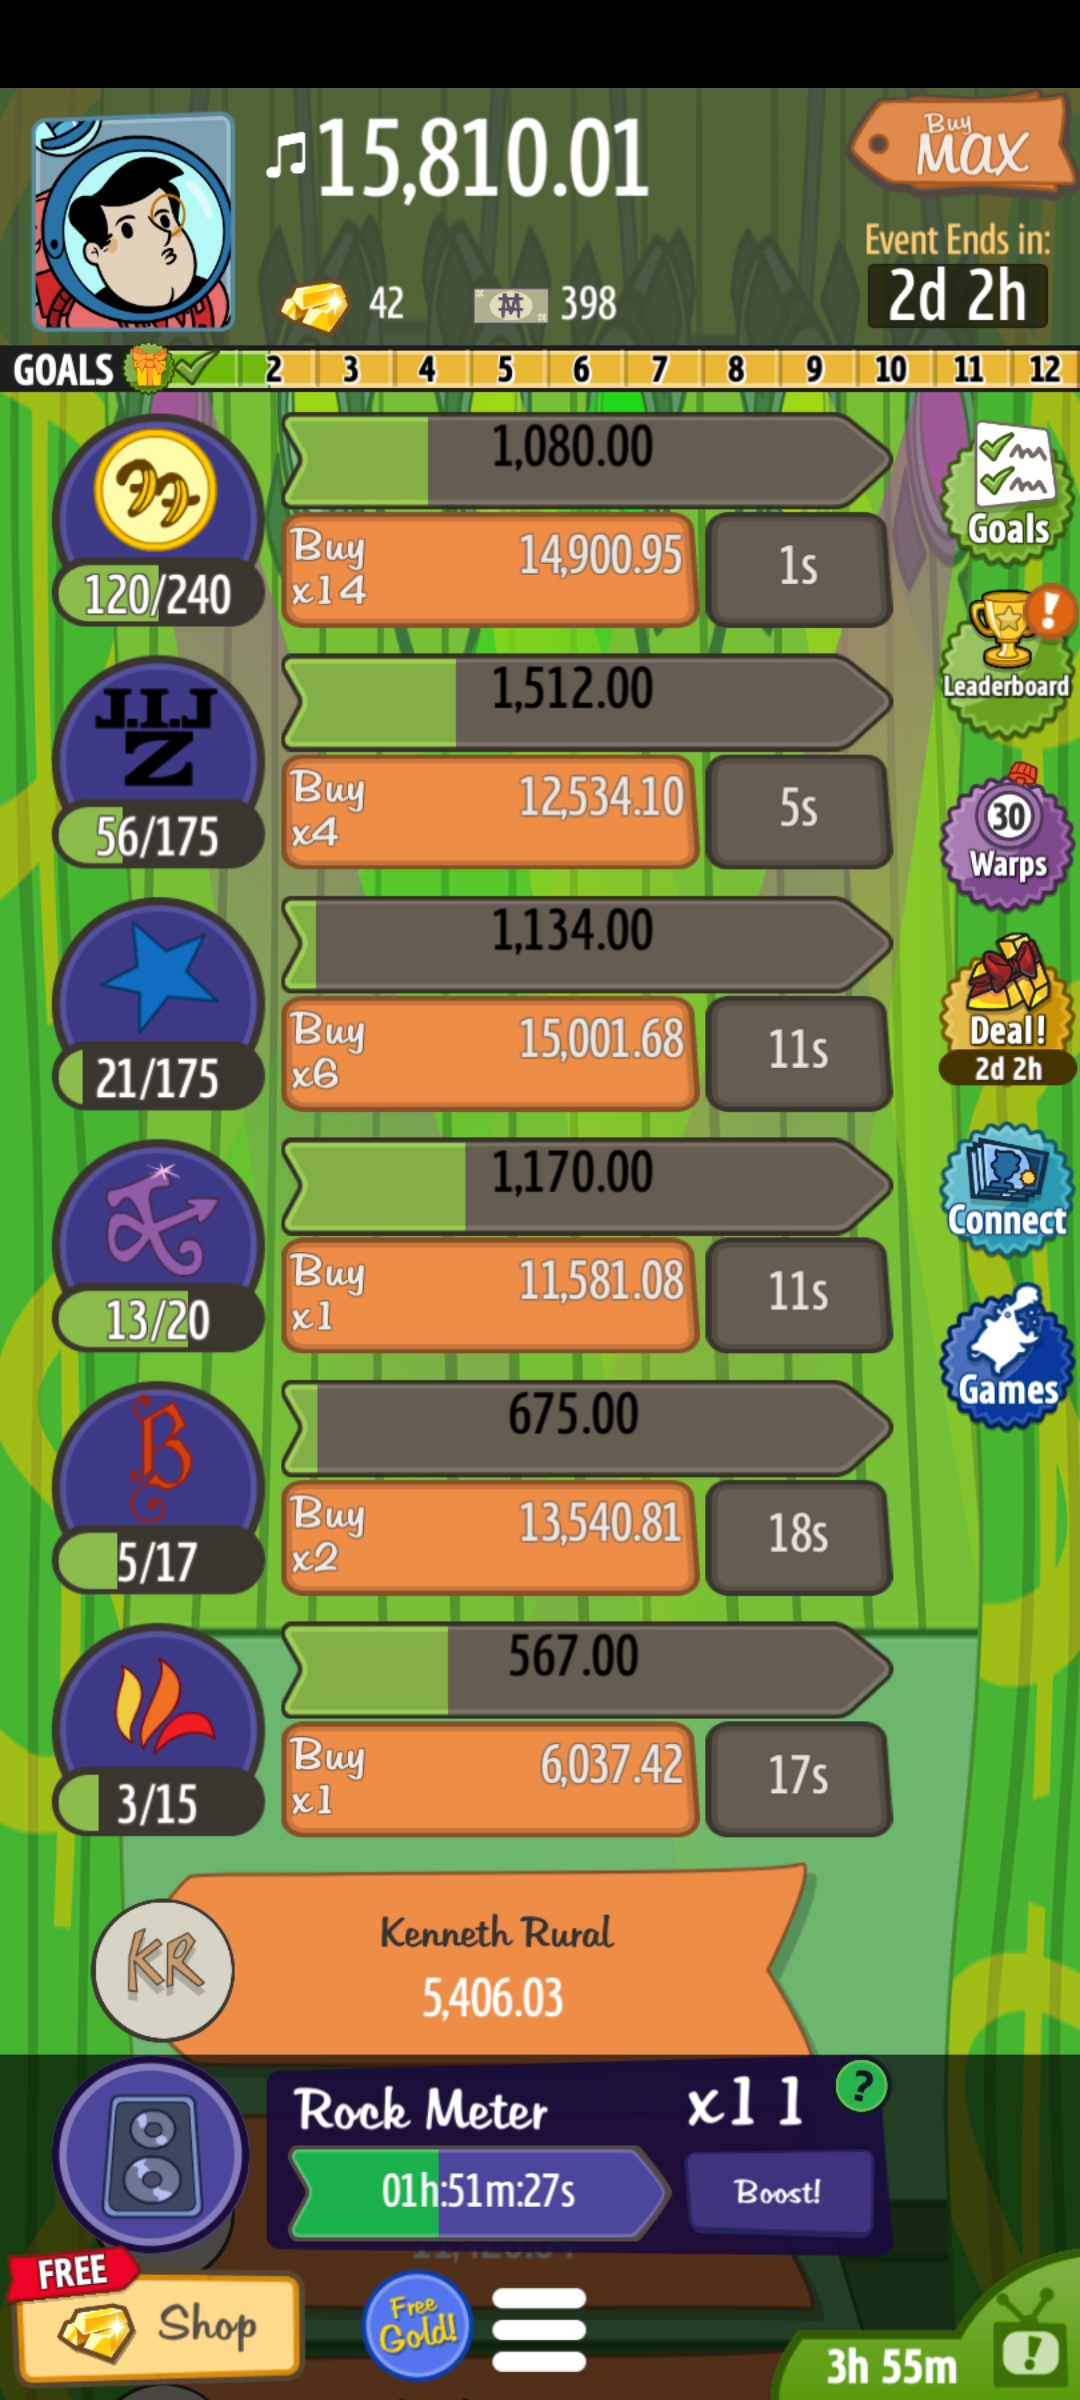 ♫15,810.01
Buy
MAX
Event Ends in:
2d 2h
42
398
GOALS 2 3 4 5 6 7 8 9 10 11 12
1,080.00
120/240
Buy
x14
14,900.95
1s
Goals
J.I.J
Z
1,512.00
56/175
Buy
x4
12,534.10
5s
Leaderboard
1,134.00
21/175
Buy
x6
15,001.68
11s
30
Warps
Deal!
2d 2h
1,170.00
13/20
Buy
x1
11,581.08
11s
Connect
B
675.00
5/17
Buy
x2
13,540.81
18s
Games
567.00
3/15
Buy
x1
6,037.42
17s
KR
Kenneth Rural
5,406.03
Rock Meter
x11
?
01h:51m:27s
Boost!
FREE
Shop
Free
Gold!
3h 55m